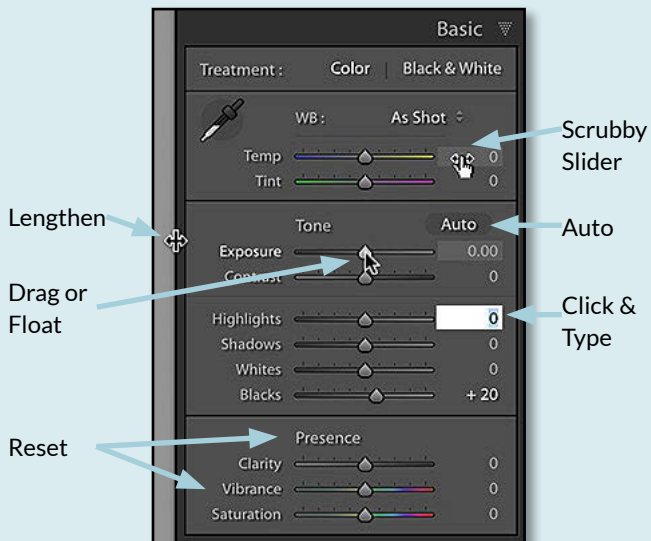 Basic
Treatment : Color | Black & White
WB : As Shot
Temp 0
Tint 0
Scrubby
Slider
Lengthen
Tone Auto
Auto
Exposure 0.00
Contrast 0
Drag or
Float
Highlights 0
Click &
Type
Shadows 0
Whites 0
Blacks + 20
Reset
Presence
Clarity 0
Vibrance 0
Saturation 0